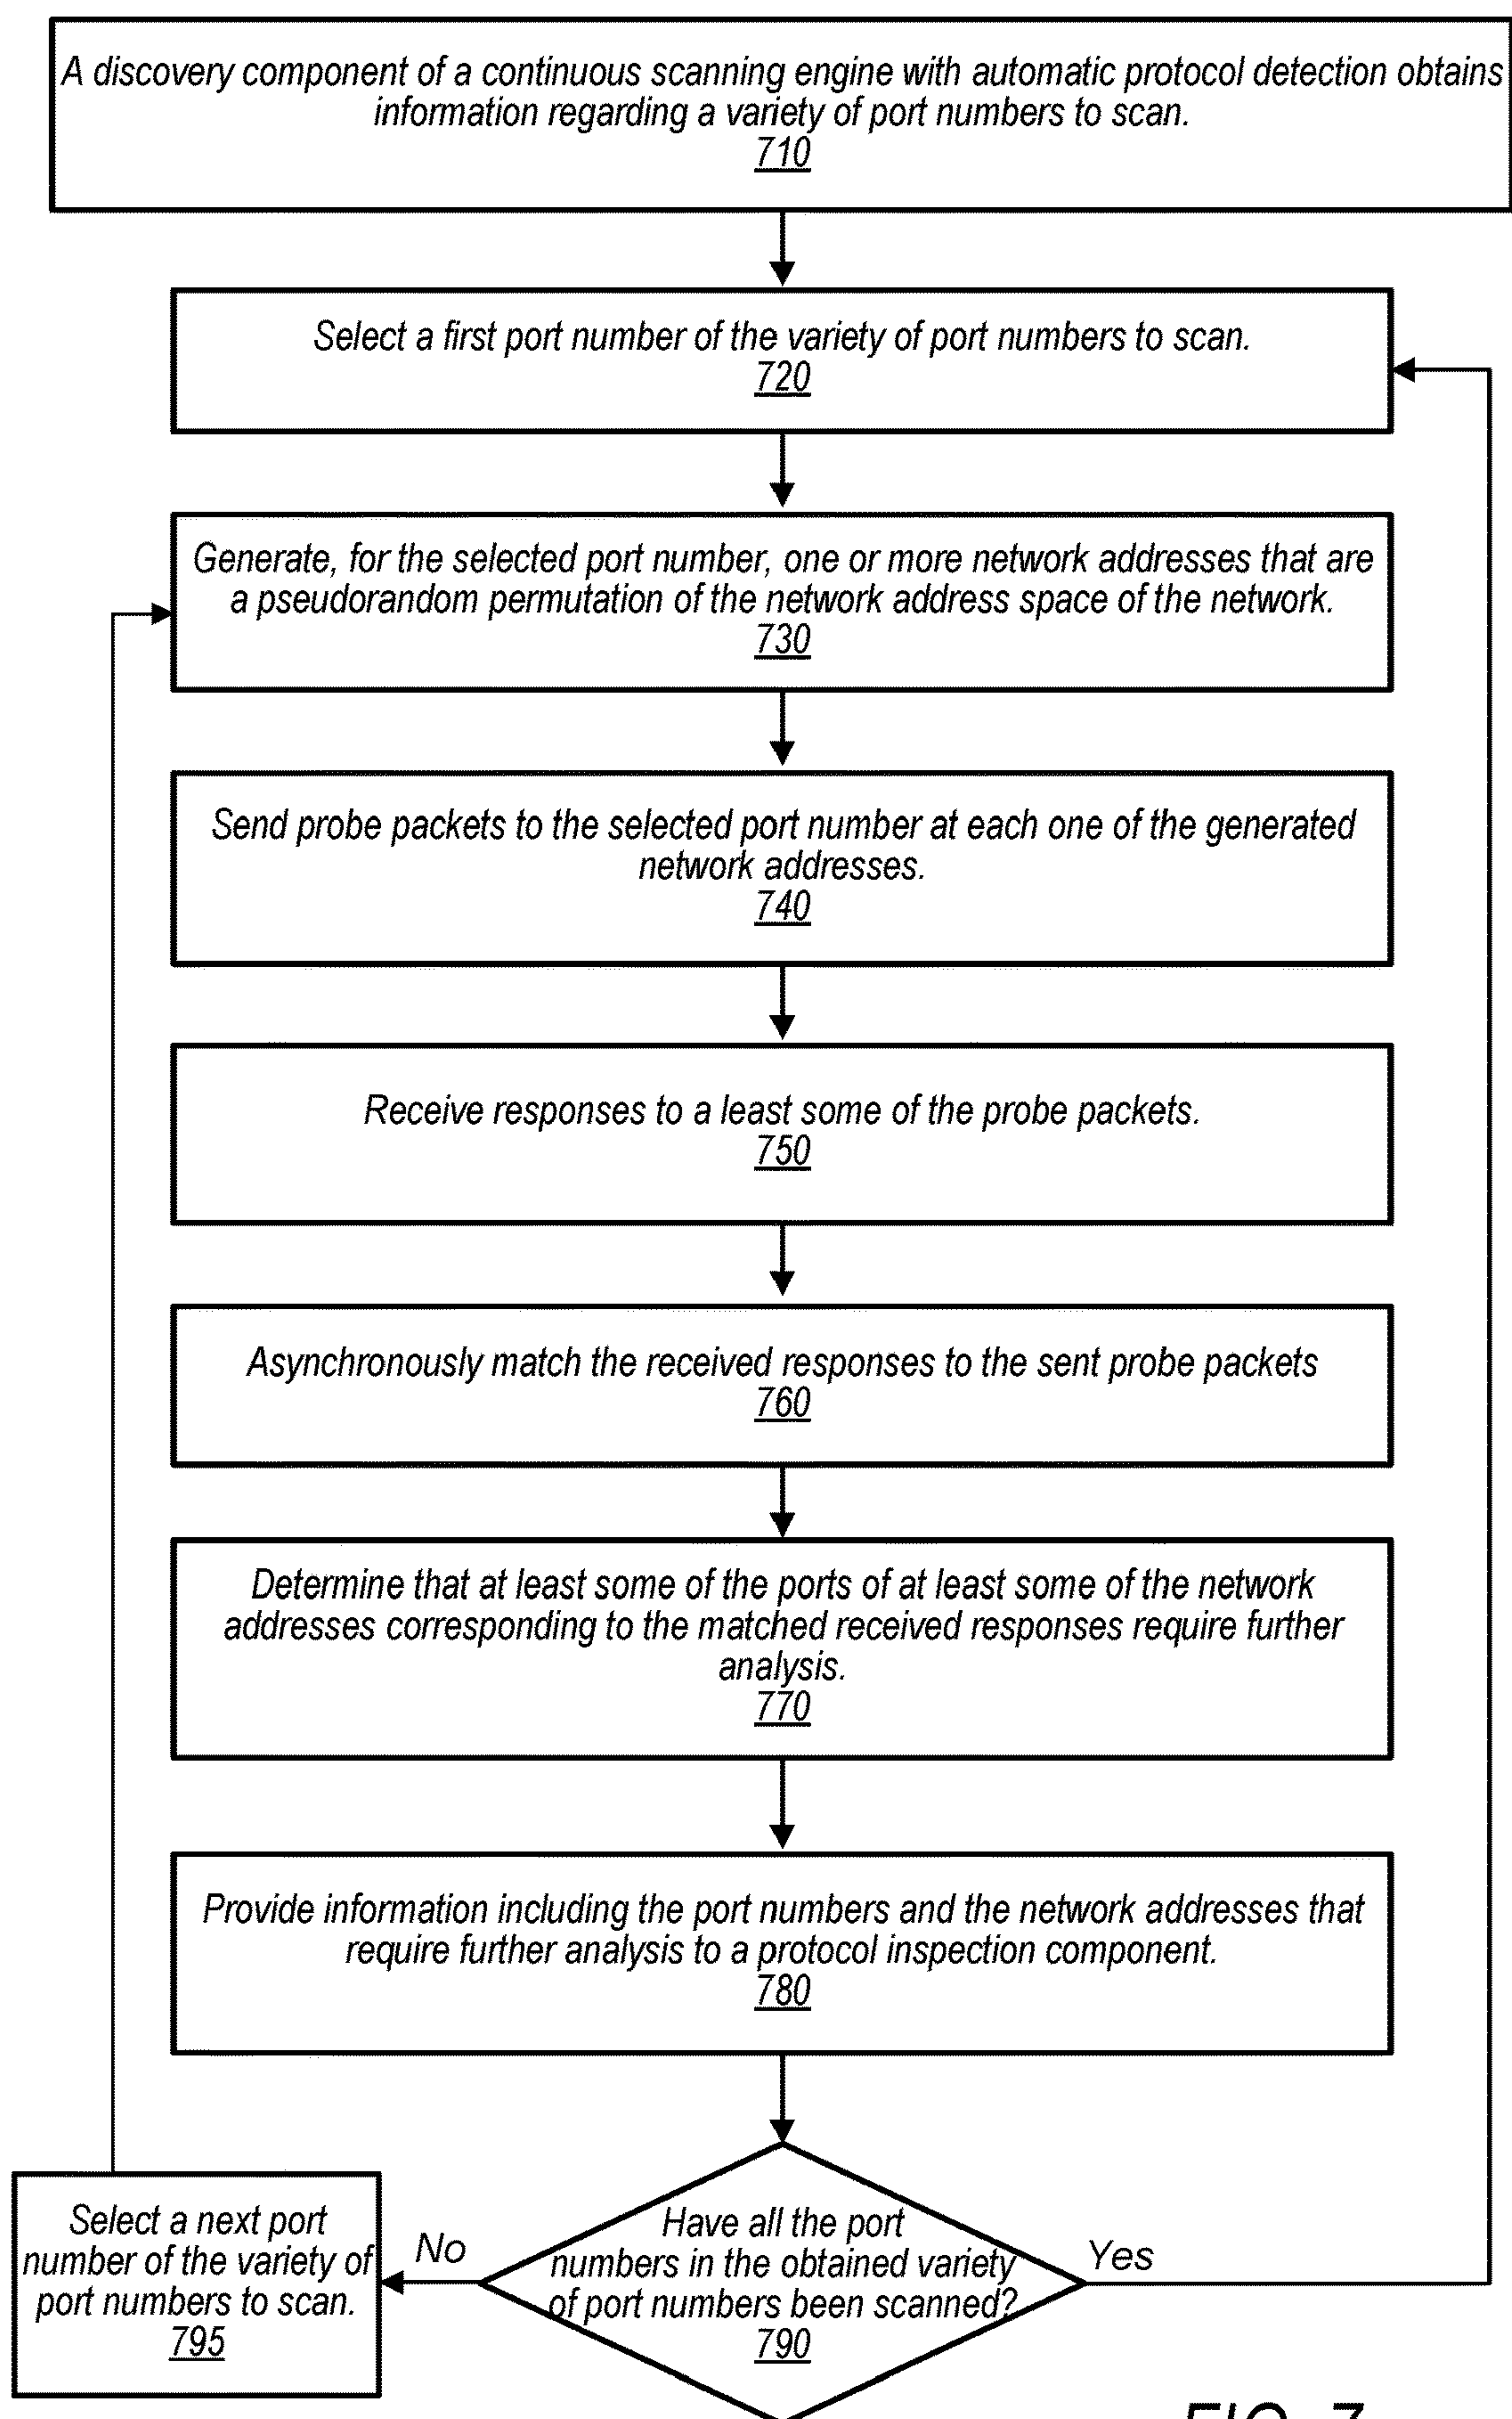 A discovery component of a continuous scanning engine with automatic protocol detection obtains
information regarding a variety of port numbers to scan.
710
Select a first port number of the variety of port numbers to scan.
720
Generate, for the selected port number, one or more network addresses that are
a pseudorandom permutation of the network address space of the network.
730
Send probe packets to the selected port number at each one of the generated
network addresses.
740
Receive responses to a least some of the probe packets.
750
Asynchronously match the received responses to the sent probe packets
760
Determine that at least some of the ports of at least some of the network
addresses corresponding to the matched received responses require further
analysis.
770
Provide information including the port numbers and the network addresses that
require further analysis to a protocol inspection component.
780
Have all the port
numbers in the obtained variety
of port numbers been scanned?
790
Yes
No
Select a next port
number of the variety of
port numbers to scan.
795
FIG. 7